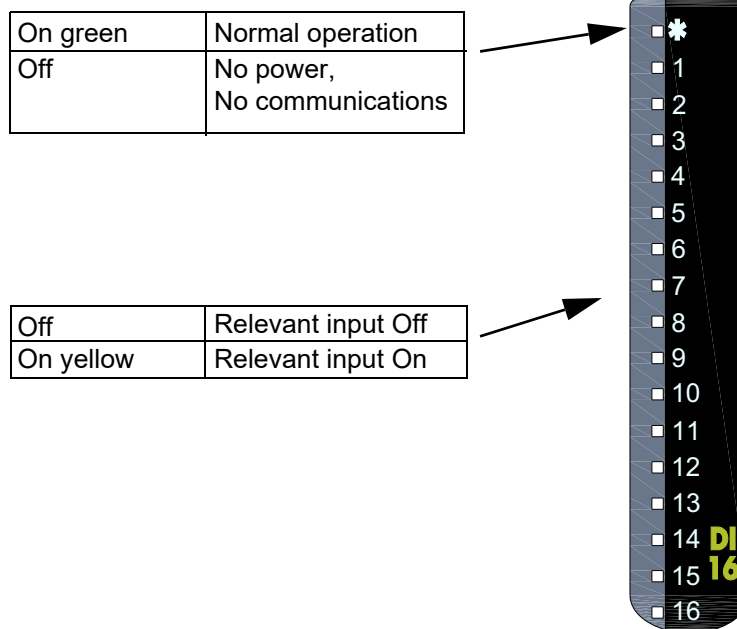 On green Normal operation
Off No power,
No communications
Off Relevant input Off
On yellow Relevant input On
✱
1
2
3
4
5
6
7
8
9
10
11
12
13
14 DI
15 16
16